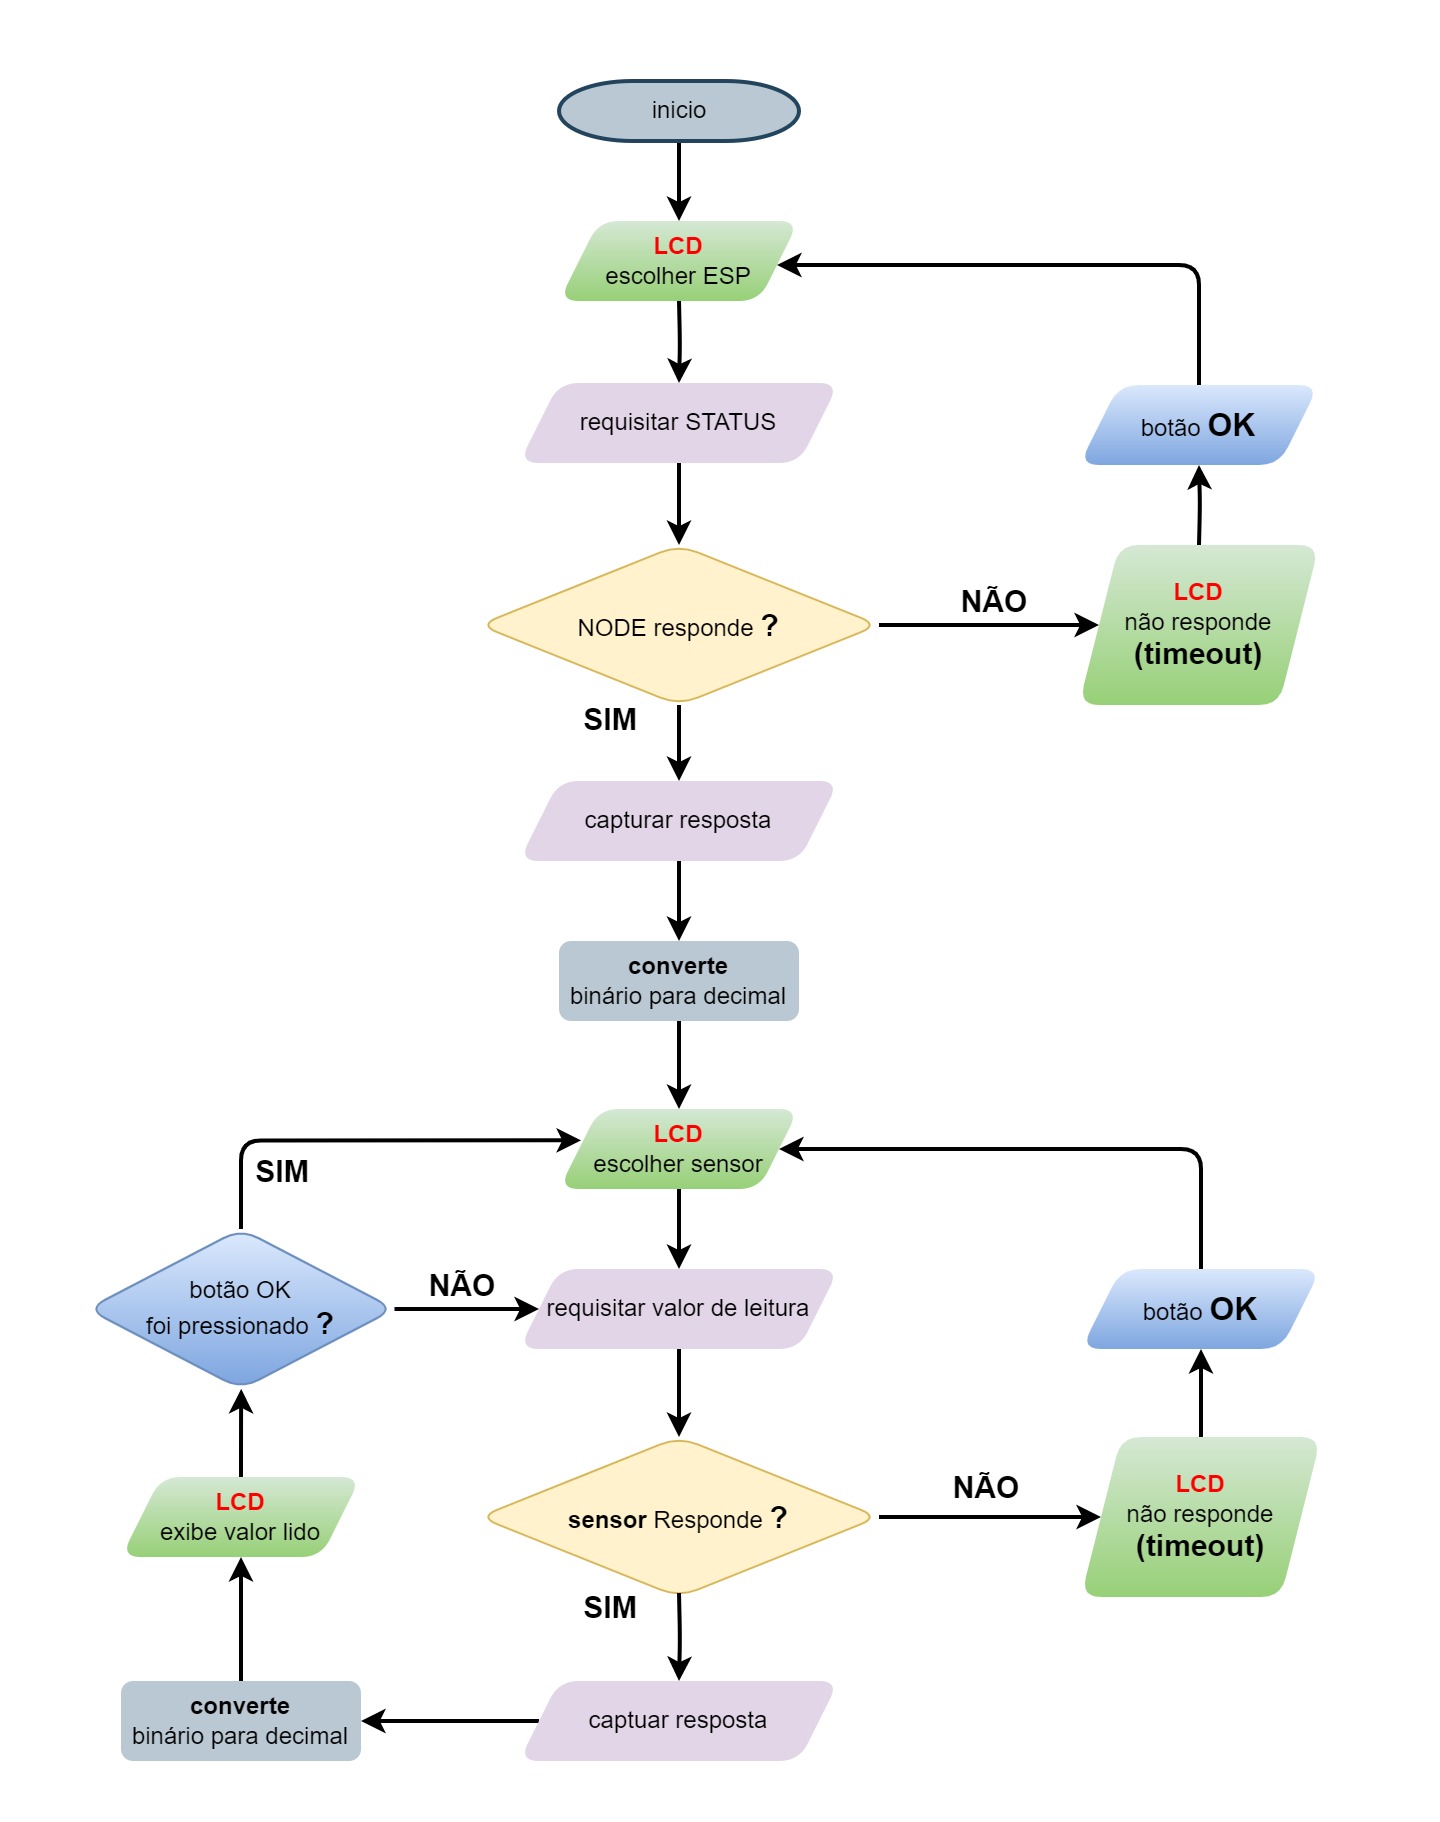 inicio
LCD
escolher ESP
requisitar STATUS
botão OK
NODE responde ?
NÃO
LCD
não responde
(timeout)
SIM
capturar resposta
converte
binário para decimal
LCD
escolher sensor
SIM
botão OK
foi pressionado ?
NÃO
requisitar valor de leitura
botão OK
sensor Responde ?
NÃO
LCD
não responde
(timeout)
LCD
exibe valor lido
SIM
converte
binário para decimal
captuar resposta